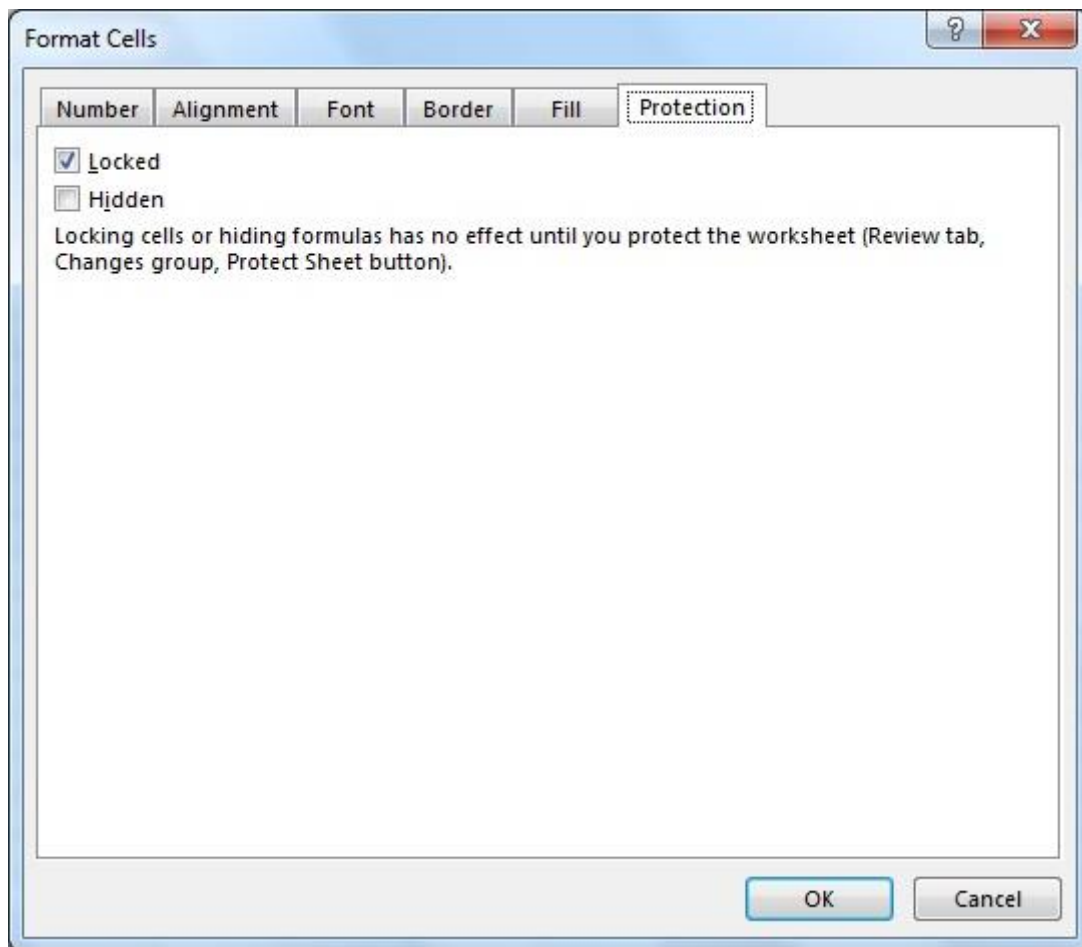 Format Cells
Number Alignment Font Border Fill Protection
Locked
Hidden
Locking cells or hiding formulas has no effect until you protect the worksheet (Review tab,
Changes group, Protect Sheet button).
OK Cancel